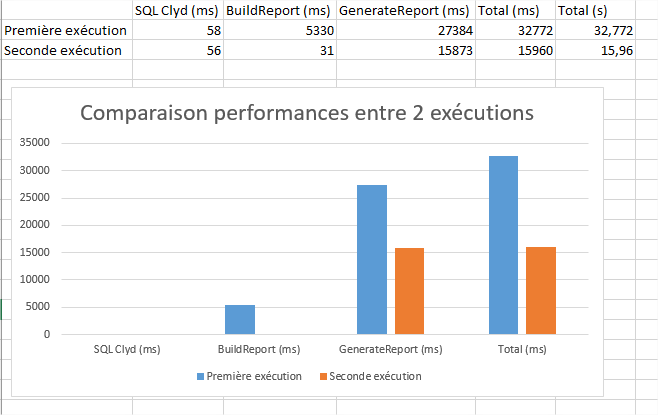 SQL Clyd (ms) BuildReport (ms) GenerateReport (ms) Total (ms) Total (s)
Première exécution 58 5330 27384 32772 32,772
Seconde exécution 56 31 15873 15960 15,96
Comparaison performances entre 2 exécutions
35000
30000
25000
20000
15000
10000
5000
0
SQL Clyd (ms) BuildReport (ms) GenerateReport (ms) Total (ms)
Première exécution Seconde exécution